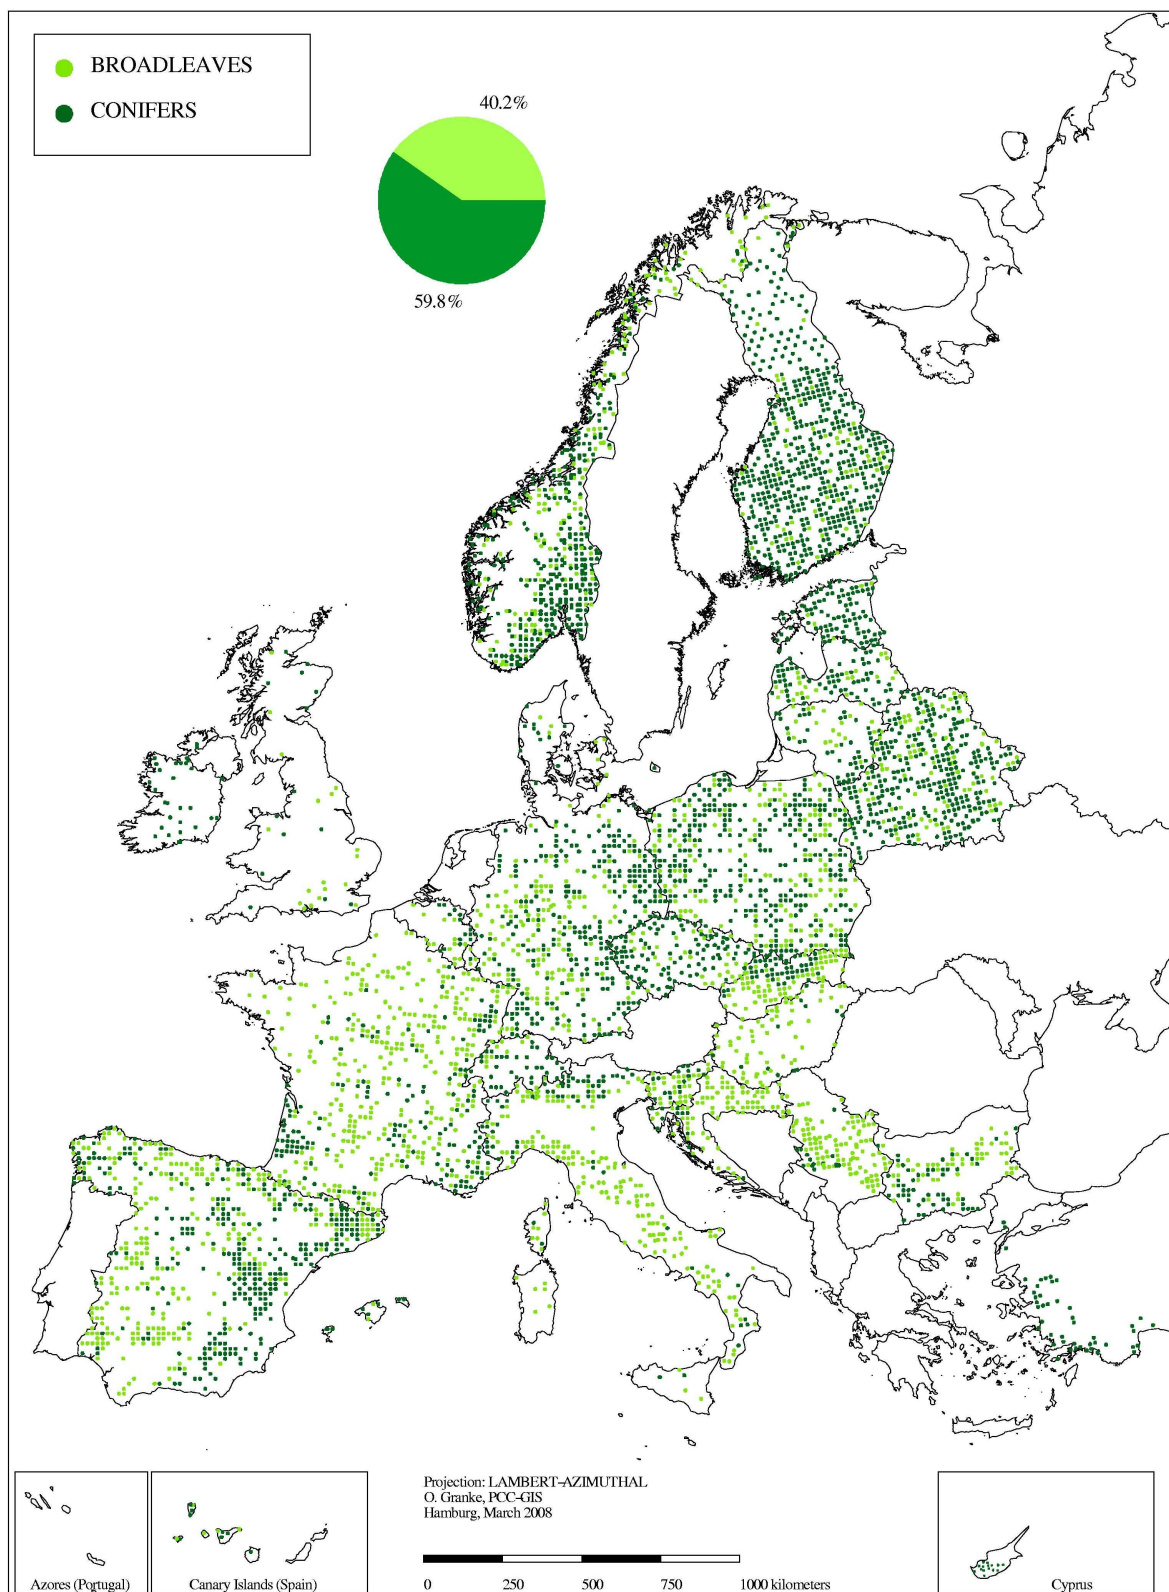 BROADLEAVES
CONIFERS
40.2%
59.8%
Projection: LAMBERT-AZIMUTHAL
O. Granke, PCC-GIS
Hamburg, March 2008
0 250 500 750 1000 kilometers
Azores (Portugal)
Canary Islands (Spain)
Cyprus